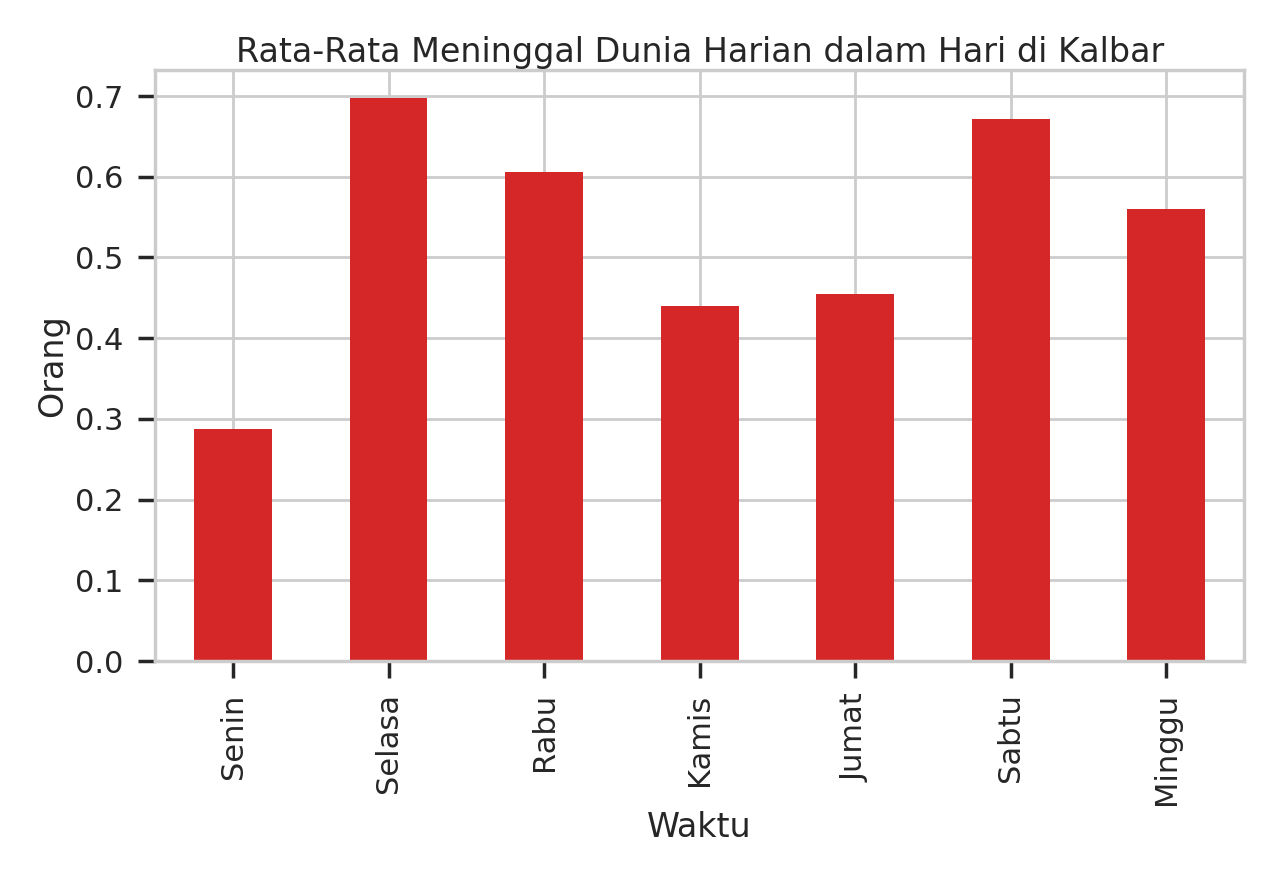 Rata-Rata Meninggal Dunia Harian dalam Hari di Kalbar
0.7
0.6
0.5
0.4
0.3
0.2
0.1
0.0
Orang
Senin
Selasa
Rabu
Kamis
Jumat
Sabtu
Minggu
Waktu